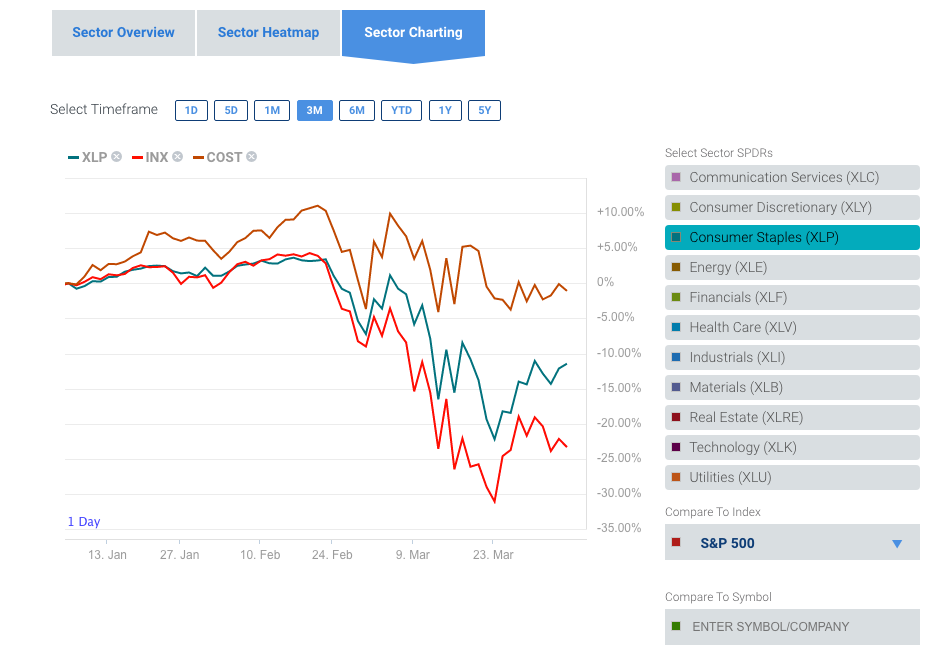 Sector Overview Sector Heatmap Sector Charting
Select Timeframe 1D 5D 1M 3M 6M YTD 1Y 5Y
XLP INX COST
+10.00%
+5.00%
0%
-5.00%
-10.00%
-15.00%
-20.00%
-25.00%
-30.00%
-35.00%
1 Day
13. Jan 27. Jan 10. Feb 24. Feb 9. Mar 23. Mar
Select Sector SPDRs
Communication Services (XLC)
Consumer Discretionary (XLY)
Consumer Staples (XLP)
Energy (XLE)
Financials (XLF)
Health Care (XLV)
Industrials (XLI)
Materials (XLB)
Real Estate (XLRE)
Technology (XLK)
Utilities (XLU)
Compare To Index
S&P 500
Compare To Symbol
ENTER SYMBOL/COMPANY